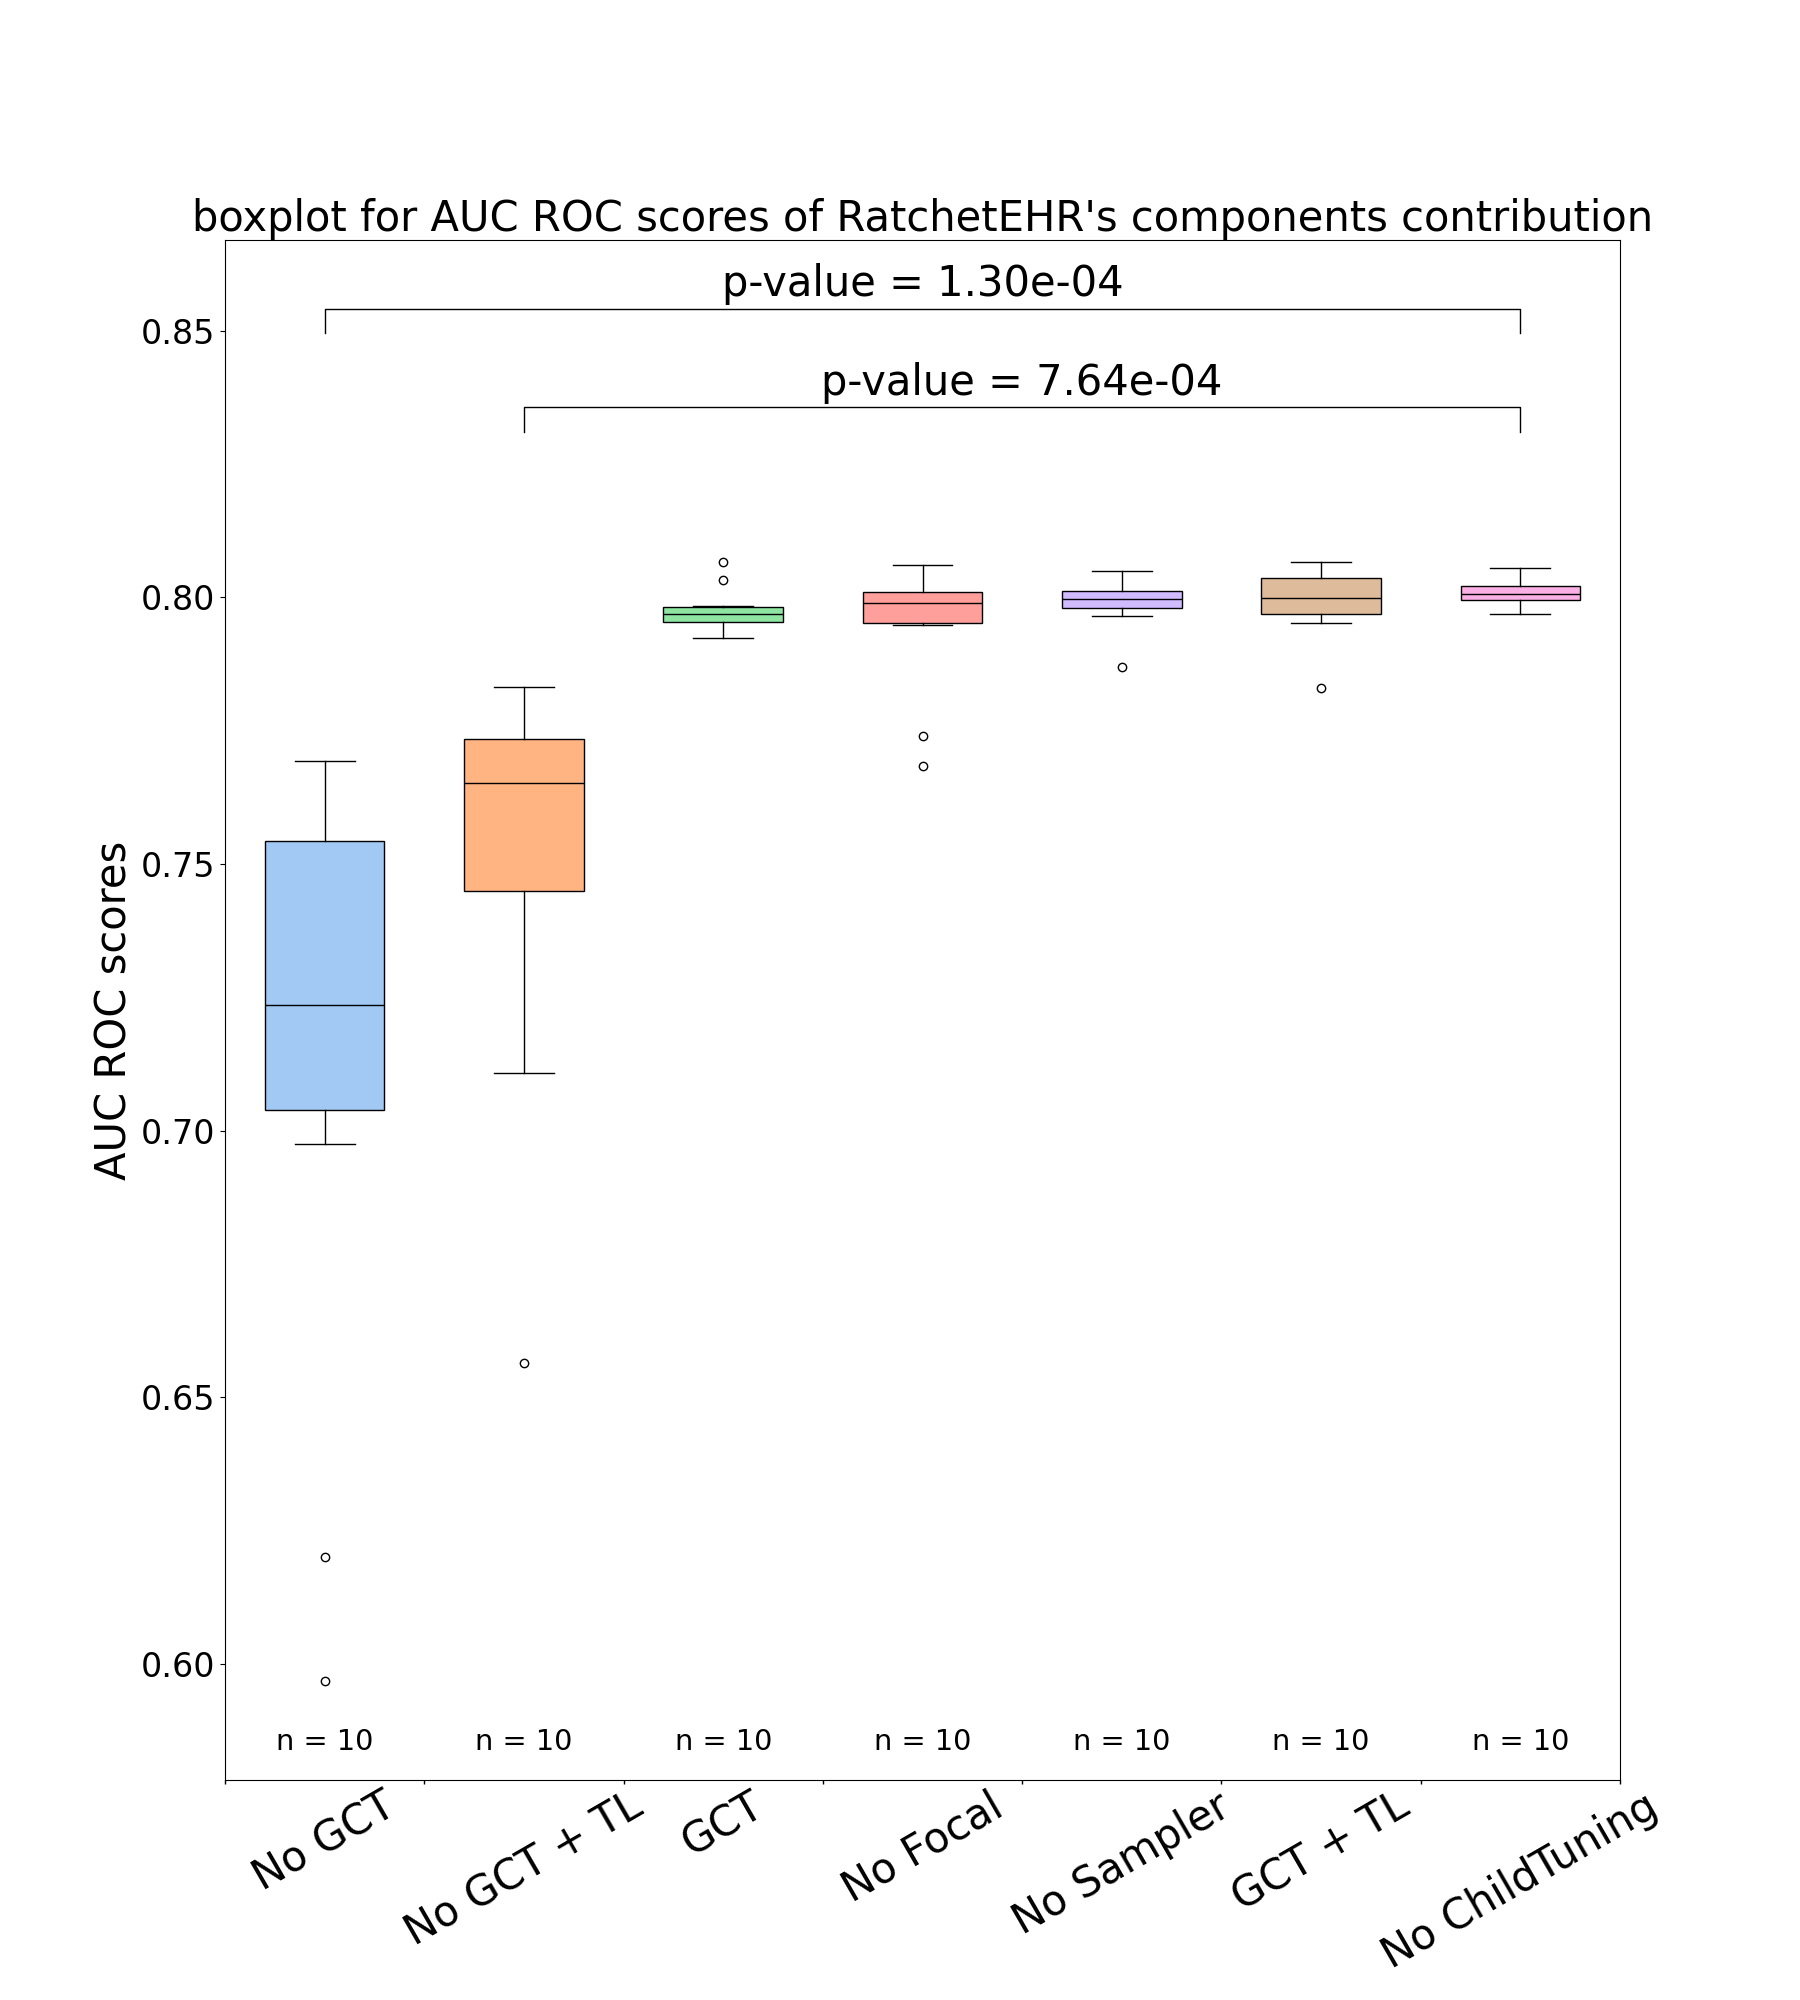 boxplot for AUC ROC scores of RatchetEHR's components contribution
p-value = 1.30e-04
p-value = 7.64e-04
AUC ROC scores
0.85
0.80
0.75
0.70
0.65
0.60
n = 10
n = 10
n = 10
n = 10
n = 10
n = 10
n = 10
No GCT
No GCT + TL
GCT
No Focal
No Sampler
GCT + TL
No ChildTuning